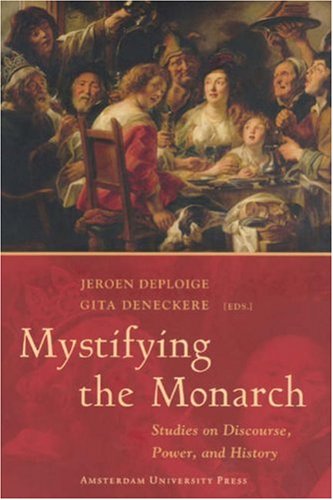 JEROEN DEPLOIGE
GITA DENECKERE [EDS.]
Mystifying
the Monarch
Studies on Discourse,
Power, and History
AMSTERDAM UNIVERSITY PRESS